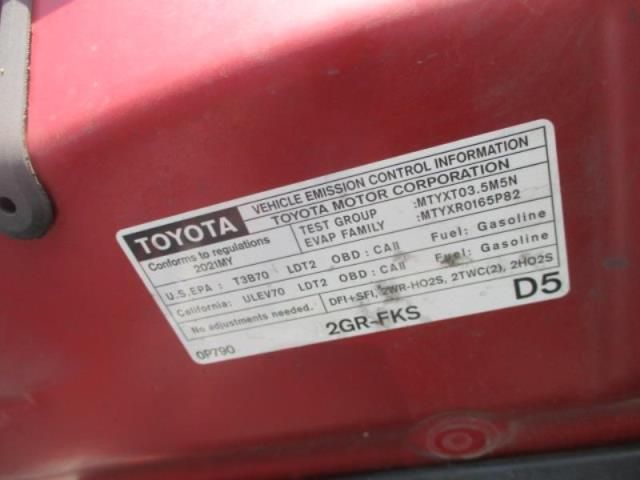 TOYOTA VEHICLE EMISSION CONTROL INFORMATION
TOYOTA MOTOR CORPORATION
Conforms to regulations TEST GROUP :MTYXT03.5M5N
2021MY EVAP FAMILY :MTYXR0165P82
U.S.EPA : T3B70 LDT2 OBD : CAII Fuel: Gasoline
California: ULEV70 LDT2 OBD : CAII Fuel: Gasoline
No adjustments needed. DFI+SFI, 2WR-HO2S, 2TWC(2), 2HO2S
0P790 2GR-FKS D5